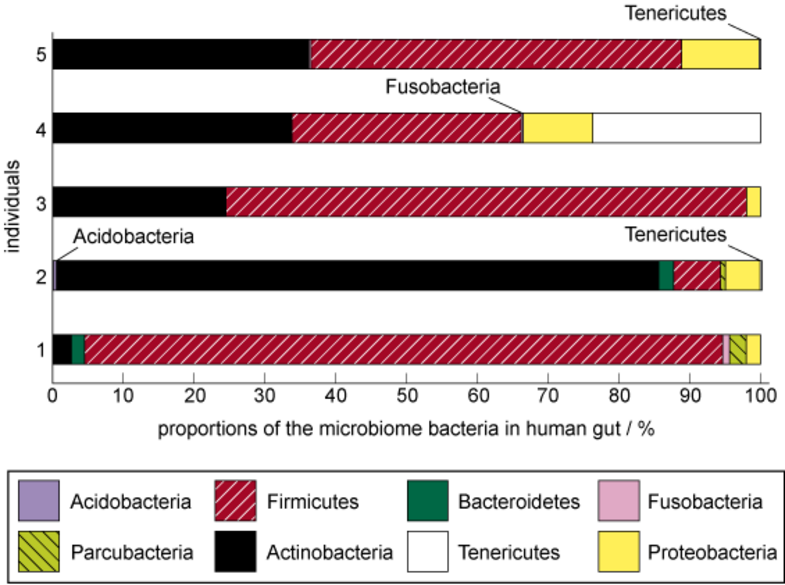 Tenericutes
5
Fusobacteria
4
individuals
3
Acidobacteria
Tenericutes
2
1
0 10 20 30 40 50 60 70 80 90 100
proportions of the microbiome bacteria in human gut / %
Acidobacteria Firmicutes Bacteroidetes Fusobacteria
Parcubacteria Actinobacteria Tenericutes Proteobacteria